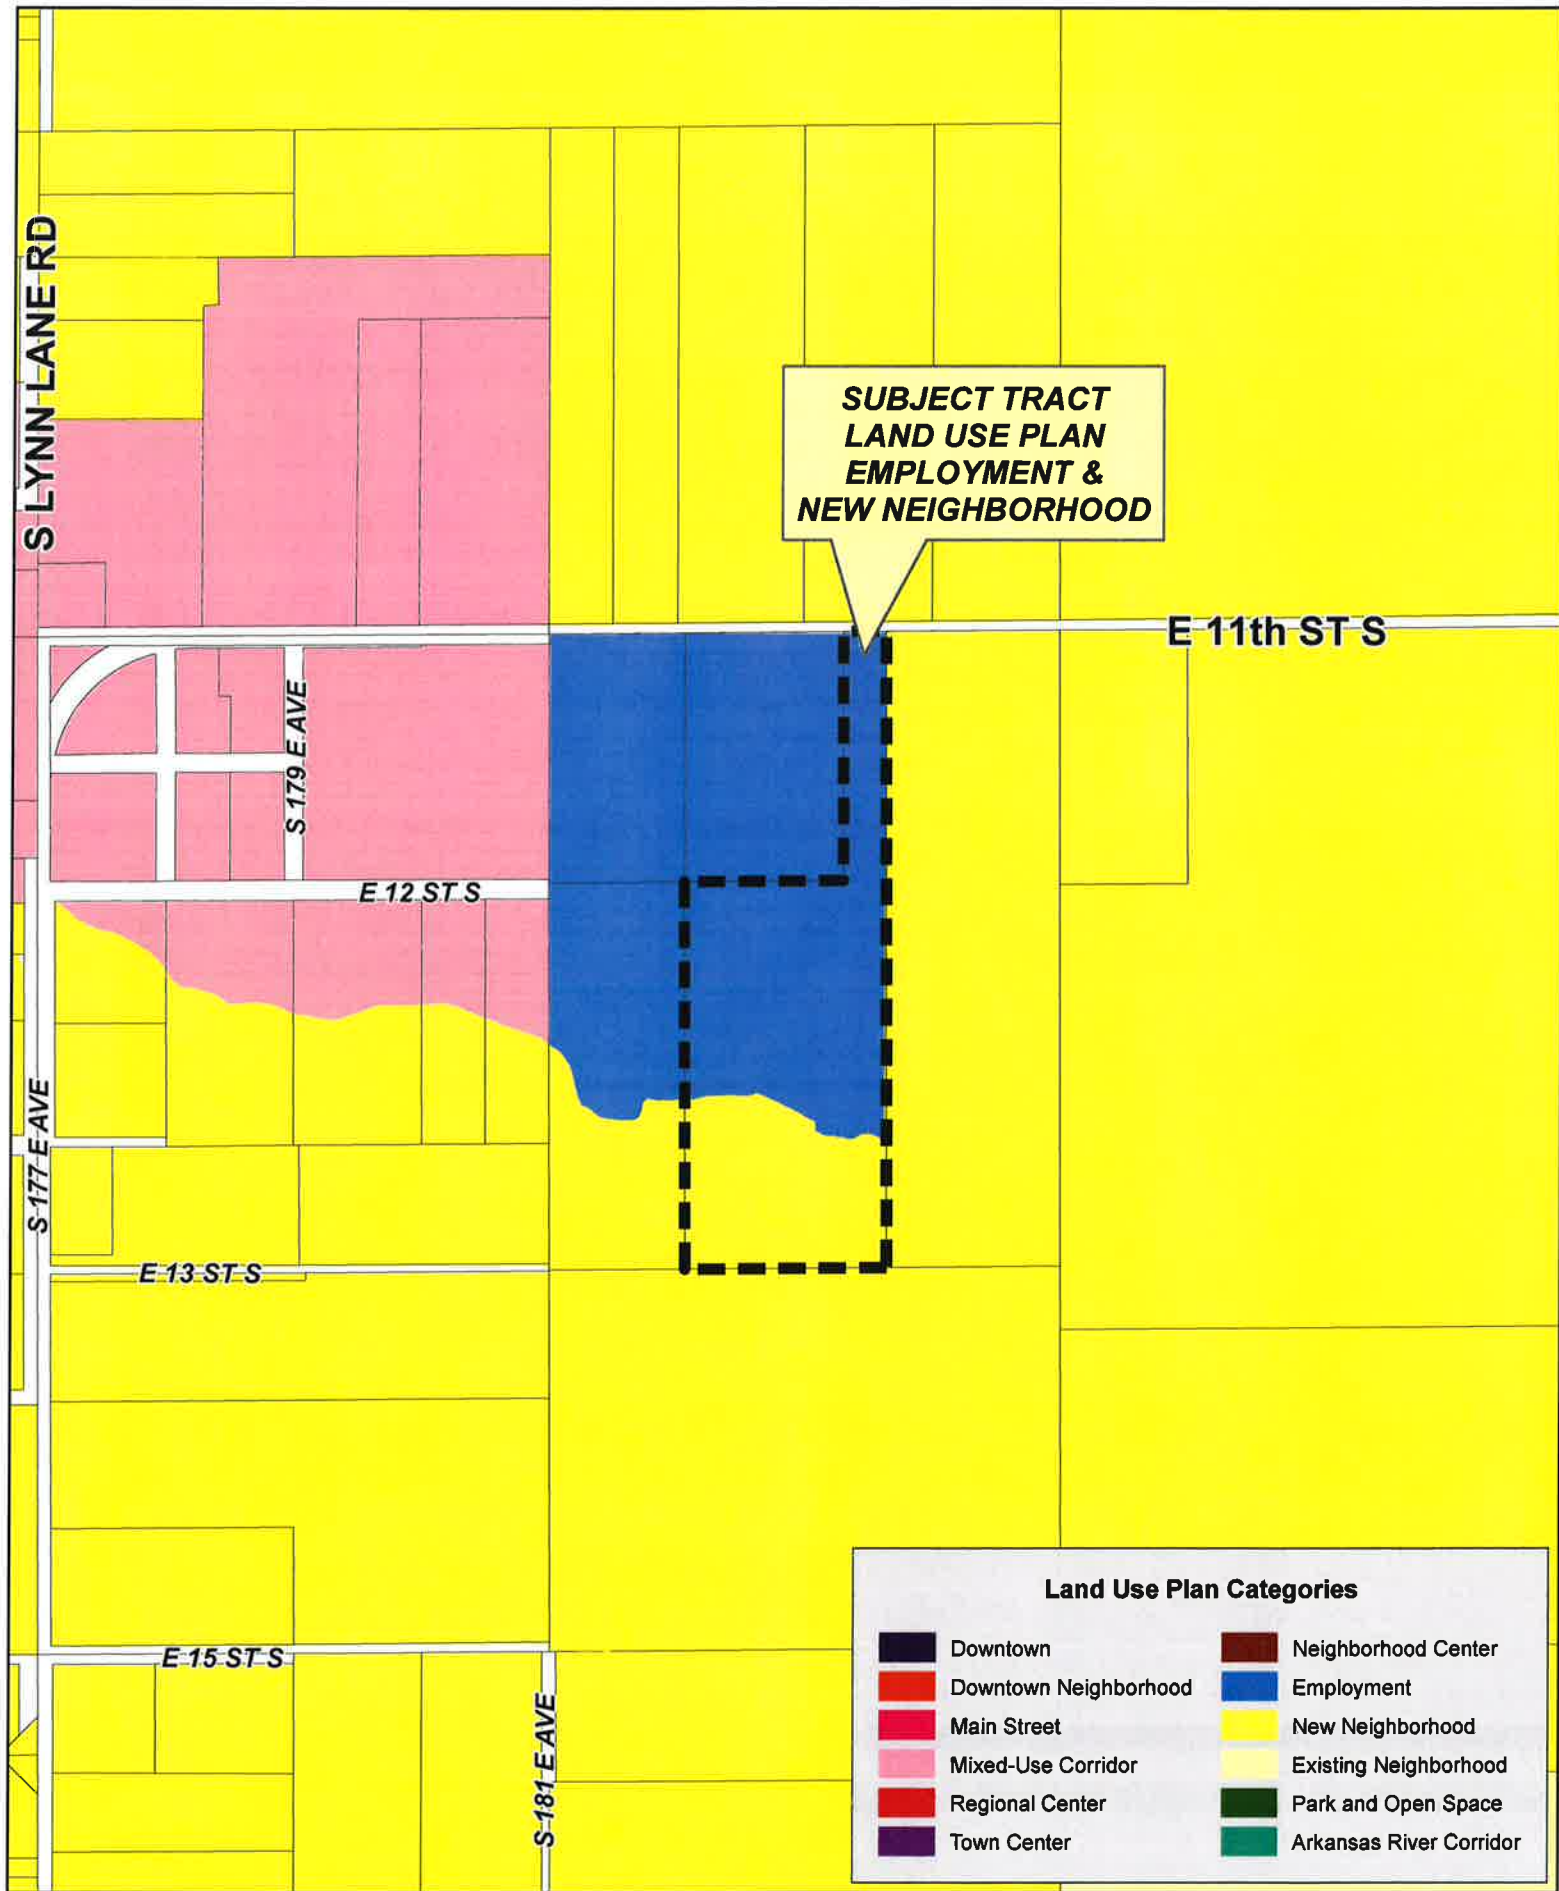 S LYNN LANE RD
SUBJECT TRACT
LAND USE PLAN
EMPLOYMENT &
NEW NEIGHBORHOOD
E 11th ST S
S 179 E AVE
E 12 ST S
S 177 E AVE
E 13 ST S
E 15 ST S
S 181 E AVE
Land Use Plan Categories
Downtown
Downtown Neighborhood
Main Street
Mixed-Use Corridor
Regional Center
Town Center
Neighborhood Center
Employment
New Neighborhood
Existing Neighborhood
Park and Open Space
Arkansas River Corridor